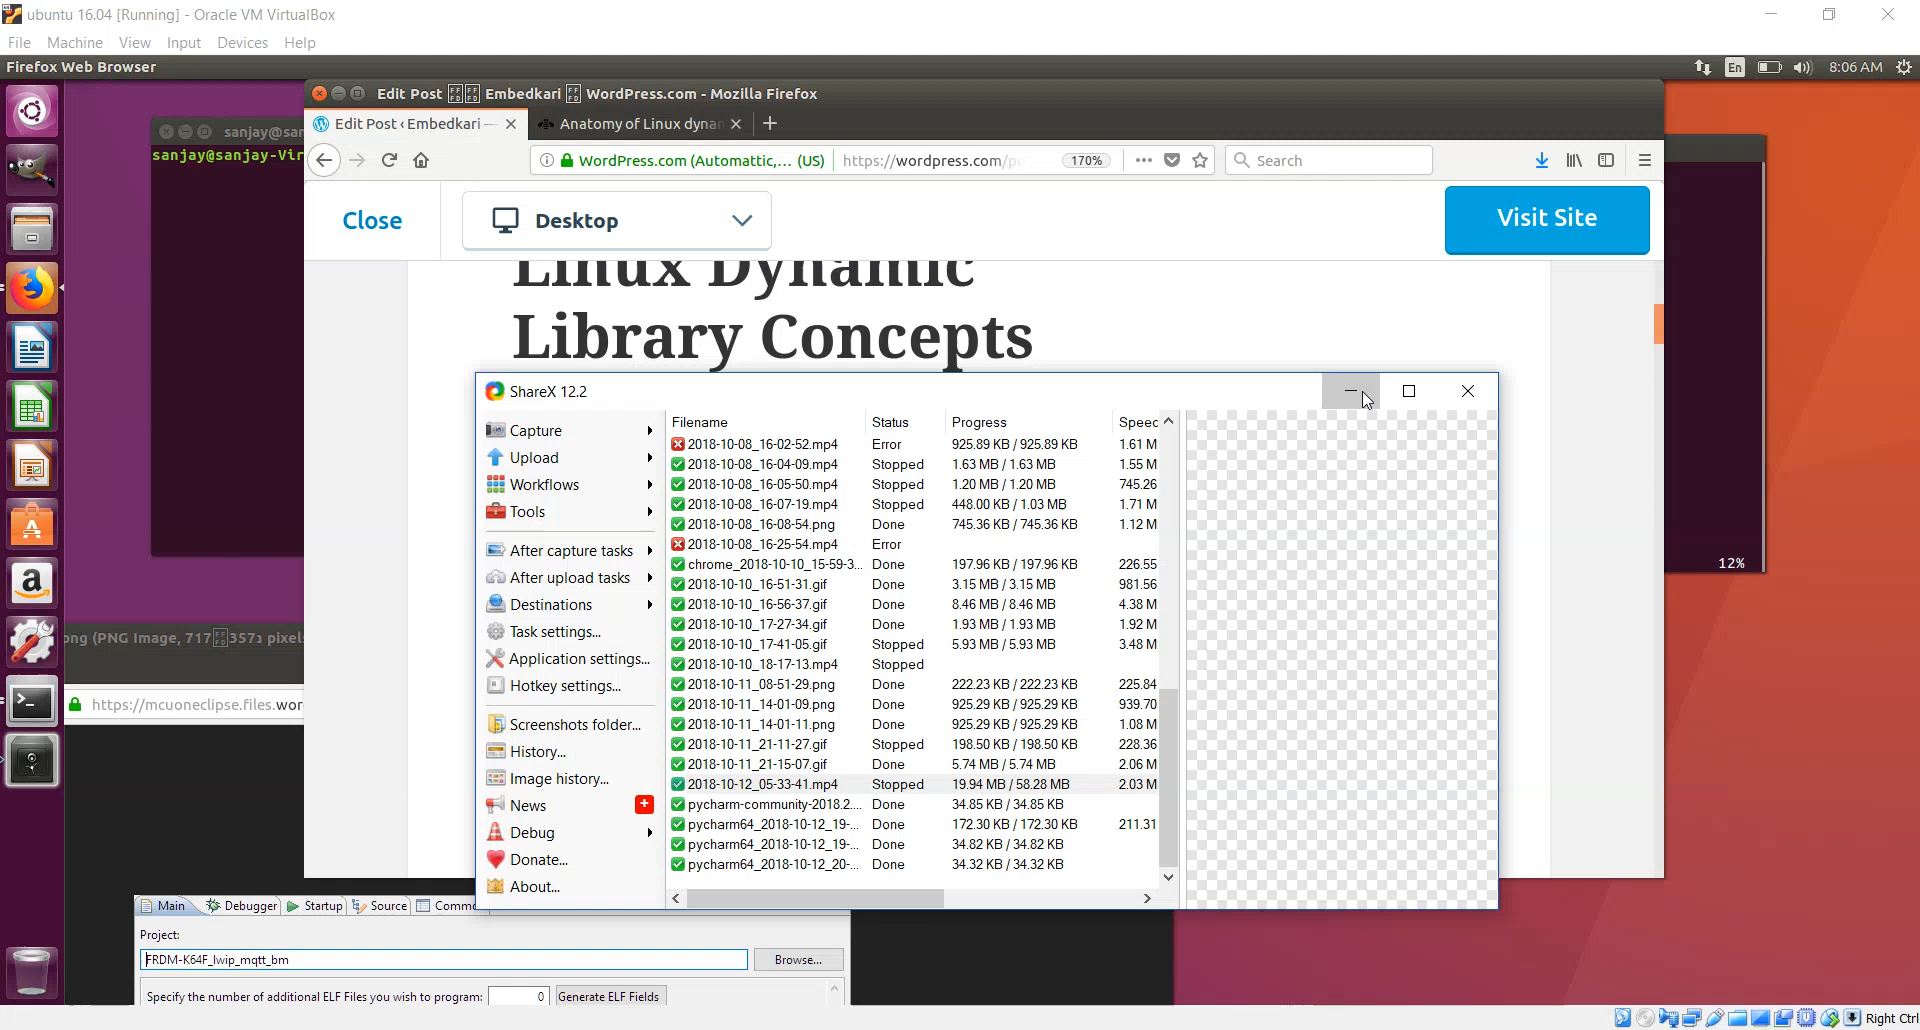 ubuntu 16.04 [Running] - Oracle VM VirtualBox
File Machine View Input Devices Help
Firefox Web Browser
En 8:06 AM
Edit Post Embedkari WordPress.com - Mozilla Firefox
sanjay@sa
Edit Post ‹ Embedkari —
Anatomy of Linux dyna
sanjay@sanjay-Vir
WordPress.com (Automattic,... (US) https://wordpress.com/p 170% Search
Close
Desktop
Visit Site
Linux Dynamic
Library Concepts
ShareX 12.2
Filename Status Progress Speed
Capture
Upload
Workflows
Tools
After capture tasks
After upload tasks
Destinations
Task settings...
Application settings...
Hotkey settings...
Screenshots folder...
History...
Image history...
News
Debug
Donate...
About...
2018-10-08_16-02-52.mp4 Error 925.89 KB / 925.89 KB 1.61 M
2018-10-08_16-04-09.mp4 Stopped 1.63 MB / 1.63 MB 1.55 M
2018-10-08_16-05-50.mp4 Stopped 1.20 MB / 1.20 MB 745.26
2018-10-08_16-07-19.mp4 Stopped 448.00 KB / 1.03 MB 1.71 M
2018-10-08_16-08-54.png Done 745.36 KB / 745.36 KB 1.12 M
2018-10-08_16-25-54.mp4 Error
chrome_2018-10-10_15-59-3... Done 197.96 KB / 197.96 KB 226.55
2018-10-10_16-51-31.gif Done 3.15 MB / 3.15 MB 981.56
2018-10-10_16-56-37.gif Done 8.46 MB / 8.46 MB 4.38 M
2018-10-10_17-27-34.gif Done 1.93 MB / 1.93 MB 1.92 M
2018-10-10_17-41-05.gif Stopped 5.93 MB / 5.93 MB 3.48 M
2018-10-10_18-17-13.mp4 Stopped
2018-10-11_08-51-29.png Done 222.23 KB / 222.23 KB 225.84
2018-10-11_14-01-09.png Done 925.29 KB / 925.29 KB 939.70
2018-10-11_14-01-11.png Done 925.29 KB / 925.29 KB 1.08 M
2018-10-11_21-11-27.gif Stopped 198.50 KB / 198.50 KB 228.36
2018-10-11_21-15-07.gif Done 5.74 MB / 5.74 MB 2.06 M
2018-10-12_05-33-41.mp4 Stopped 19.94 MB / 58.28 MB 2.03 M
pycharm-community-2018.2.... Done 34.85 KB / 34.85 KB
pycharm64_2018-10-12_19-... Done 172.30 KB / 172.30 KB 211.31
pycharm64_2018-10-12_19-... Done 34.82 KB / 34.82 KB
pycharm64_2018-10-12_20-... Done 34.32 KB / 34.32 KB
12%
ong (PNG Image, 717 357 pixel
https://mcuoneclipse.files.wor
Main Debugger Startup Source Comm
Project:
FRDM-K64F_lwip_mqtt_bm Browse...
Specify the number of additional ELF Files you wish to program: 0 Generate ELF Fields
Right Ctrl